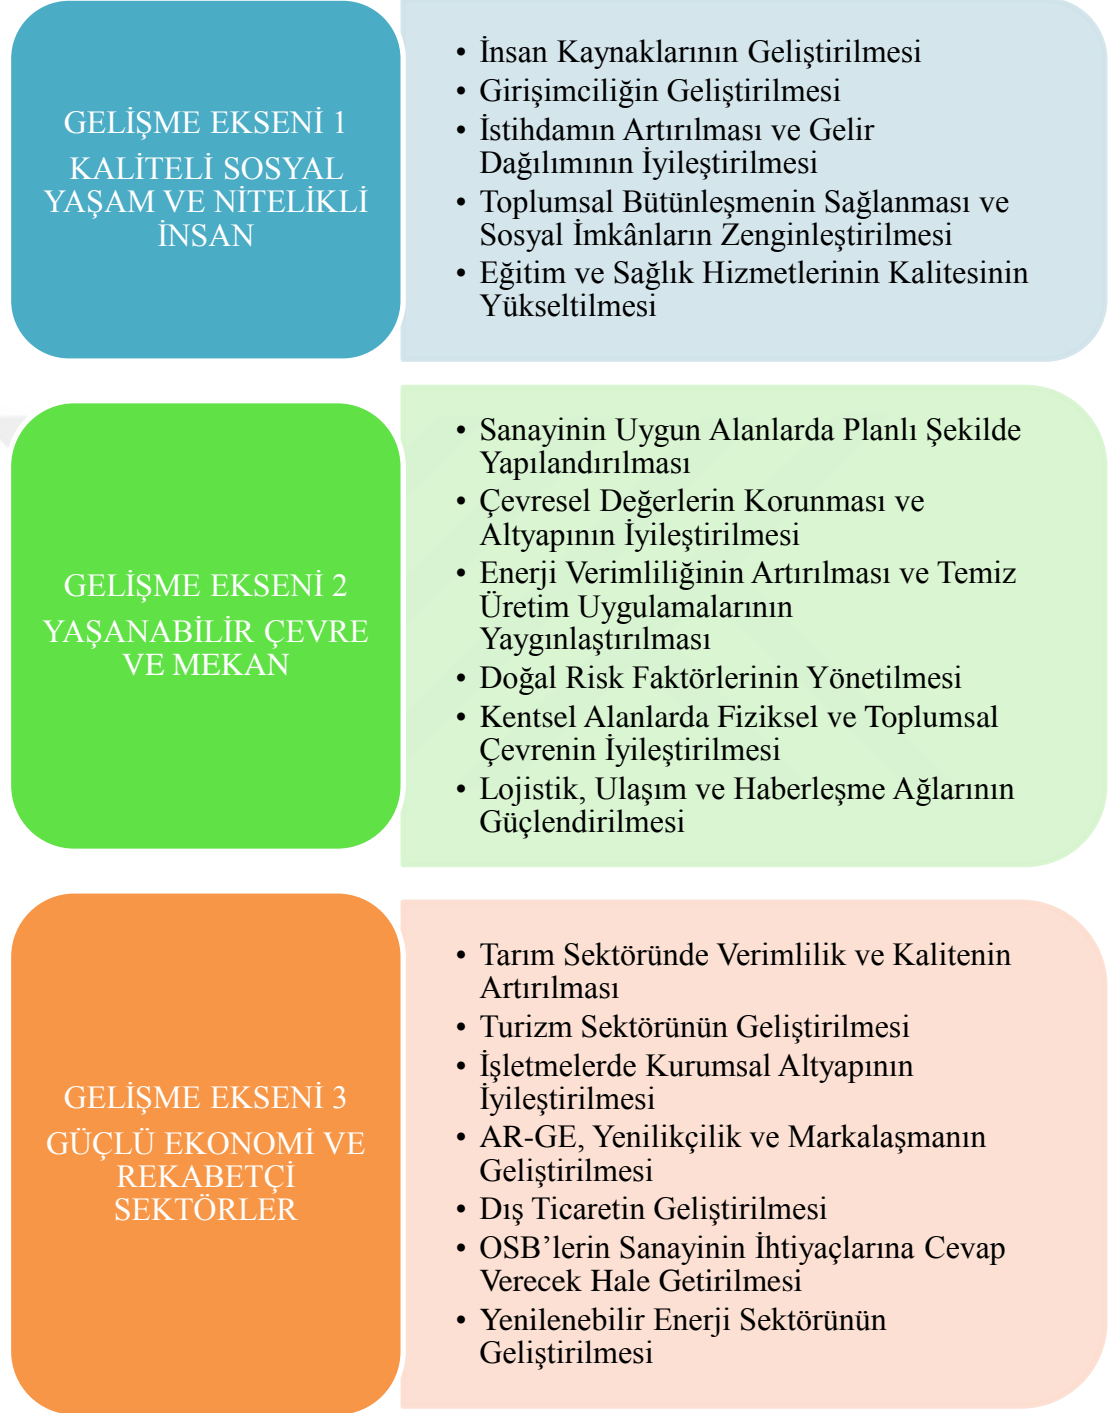 GELİŞME EKSENİ 1
KALİTELİ SOSYAL
YAŞAM VE NİTELİKLİ
İNSAN
• İnsan Kaynaklarının Geliştirilmesi
• Girişimciliğin Geliştirilmesi
• İstihdamın Artırılması ve Gelir
Dağılımının İyileştirilmesi
• Toplumsal Bütünleşmenin Sağlanması ve
Sosyal İmkânların Zenginleştirilmesi
• Eğitim ve Sağlık Hizmetlerinin Kalitesinin
Yükseltilmesi
GELİŞME EKSENİ 2
YAŞANABİLİR ÇEVRE
VE MEKAN
• Sanayinin Uygun Alanlarda Planlı Şekilde
Yapılandırılması
• Çevresel Değerlerin Korunması ve
Altyapının İyileştirilmesi
• Enerji Verimliliğinin Artırılması ve Temiz
Üretim Uygulamalarının
Yaygınlaştırılması
• Doğal Risk Faktörlerinin Yönetilmesi
• Kentsel Alanlarda Fiziksel ve Toplumsal
Çevrenin İyileştirilmesi
• Lojistik, Ulaşım ve Haberleşme Ağlarının
Güçlendirilmesi
GELİŞME EKSENİ 3
GÜÇLÜ EKONOMİ VE
REKABETÇİ
SEKTÖRLER
• Tarım Sektöründe Verimlilik ve Kalitenin
Artırılması
• Turizm Sektörünün Geliştirilmesi
• İşletmelerde Kurumsal Altyapının
İyileştirilmesi
• AR-GE, Yenilikçilik ve Markalaşmanın
Geliştirilmesi
• Dış Ticaretin Geliştirilmesi
• OSB’lerin Sanayinin İhtiyaçlarına Cevap
Verecek Hale Getirilmesi
• Yenilenebilir Enerji Sektörünün
Geliştirilmesi